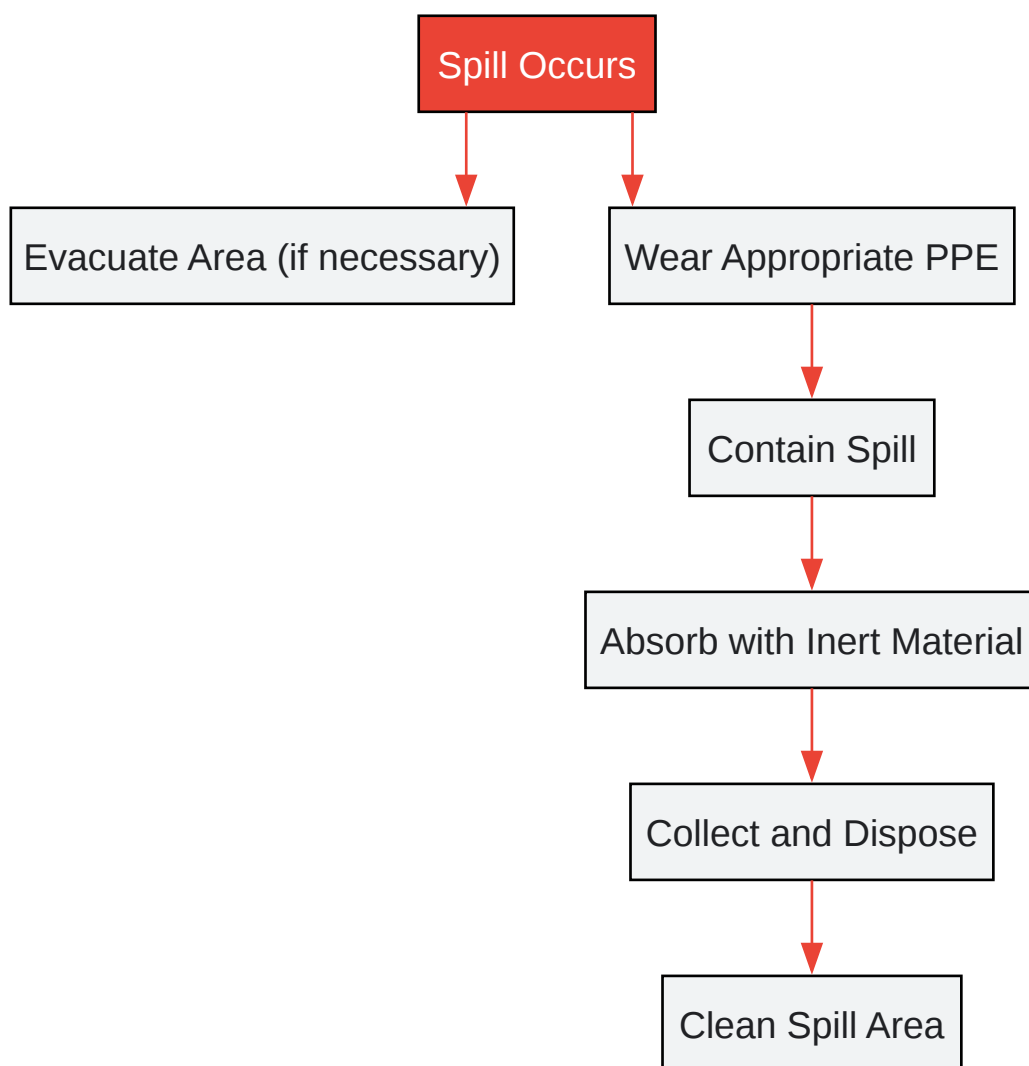 Spill Occurs
Evacuate Area (if necessary)
Wear Appropriate PPE
Contain Spill
Absorb with Inert Material
Collect and Dispose
Clean Spill Area